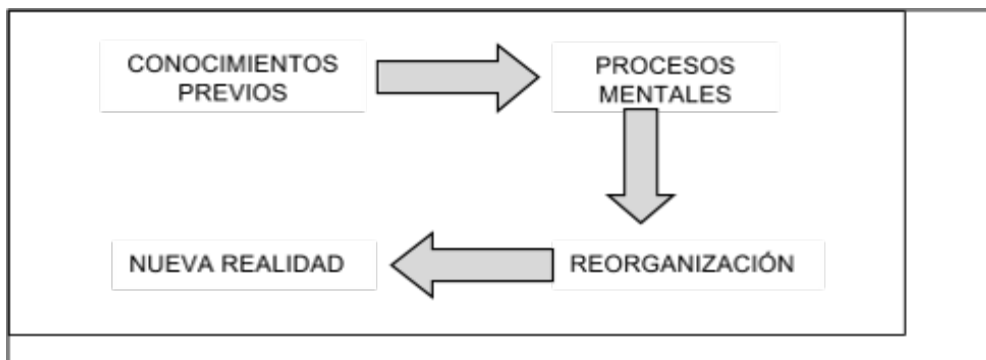 CONOCIMIENTOS
PREVIOS
PROCESOS
MENTALES
REORGANIZACIÓN
NUEVA REALIDAD